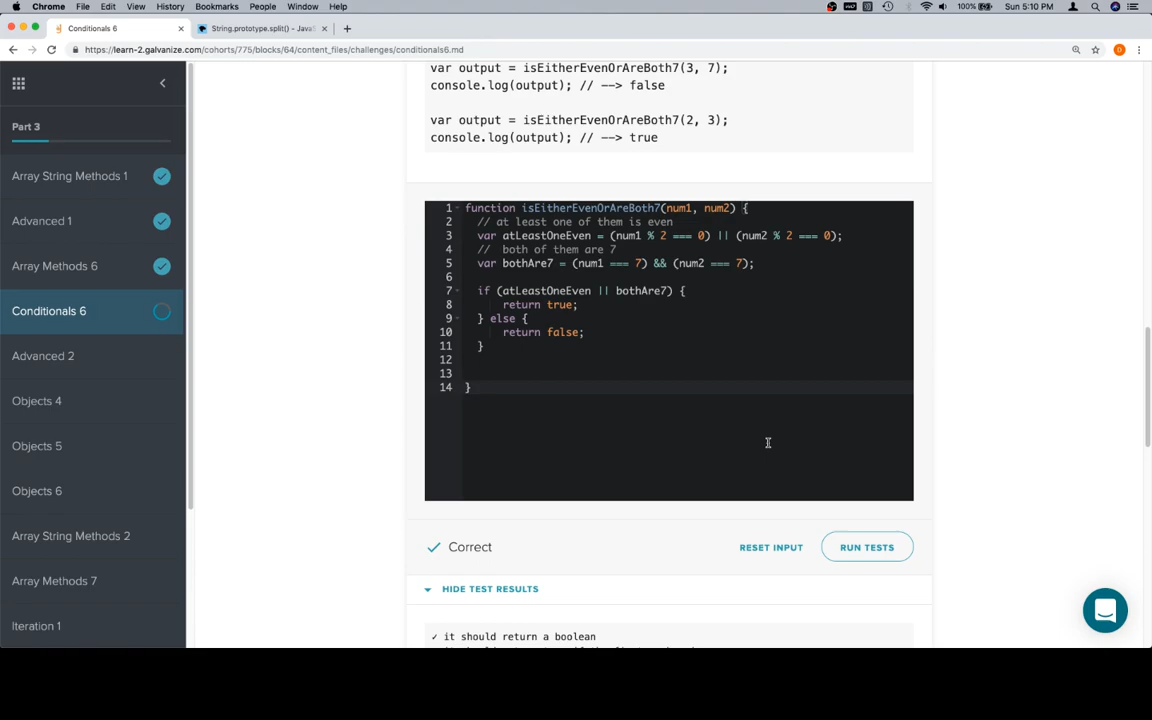 Chrome File Edit View History Bookmarks People Window Help
100% Sun 5:10 PM
Conditionals 6
String.prototype.split() - Java
https://learn-2.galvanize.com/cohorts/775/blocks/64/content_files/challenges/conditionals6.md
Part 3
Array String Methods 1
Advanced 1
Array Methods 6
Conditionals 6
Advanced 2
Objects 4
Objects 5
Objects 6
Array String Methods 2
Array Methods 7
Iteration 1
var output = isEitherEvenOrAreBoth7(3, 7);
console.log(output); // --> false
var output = isEitherEvenOrAreBoth7(2, 3);
console.log(output); // --> true
1 function isEitherEvenOrAreBoth7(num1, num2) {
2 // at least one of them is even
3 var atLeastOneEven = (num1 % 2 === 0) || (num2 % 2 === 0);
4 // both of them are 7
5 var bothAre7 = (num1 === 7) && (num2 === 7);
6
7 if (atLeastOneEven || bothAre7) {
8 return true;
9 } else {
10 return false;
11 }
12
13
14 }
Correct
RESET INPUT
RUN TESTS
HIDE TEST RESULTS
✓ it should return a boolean